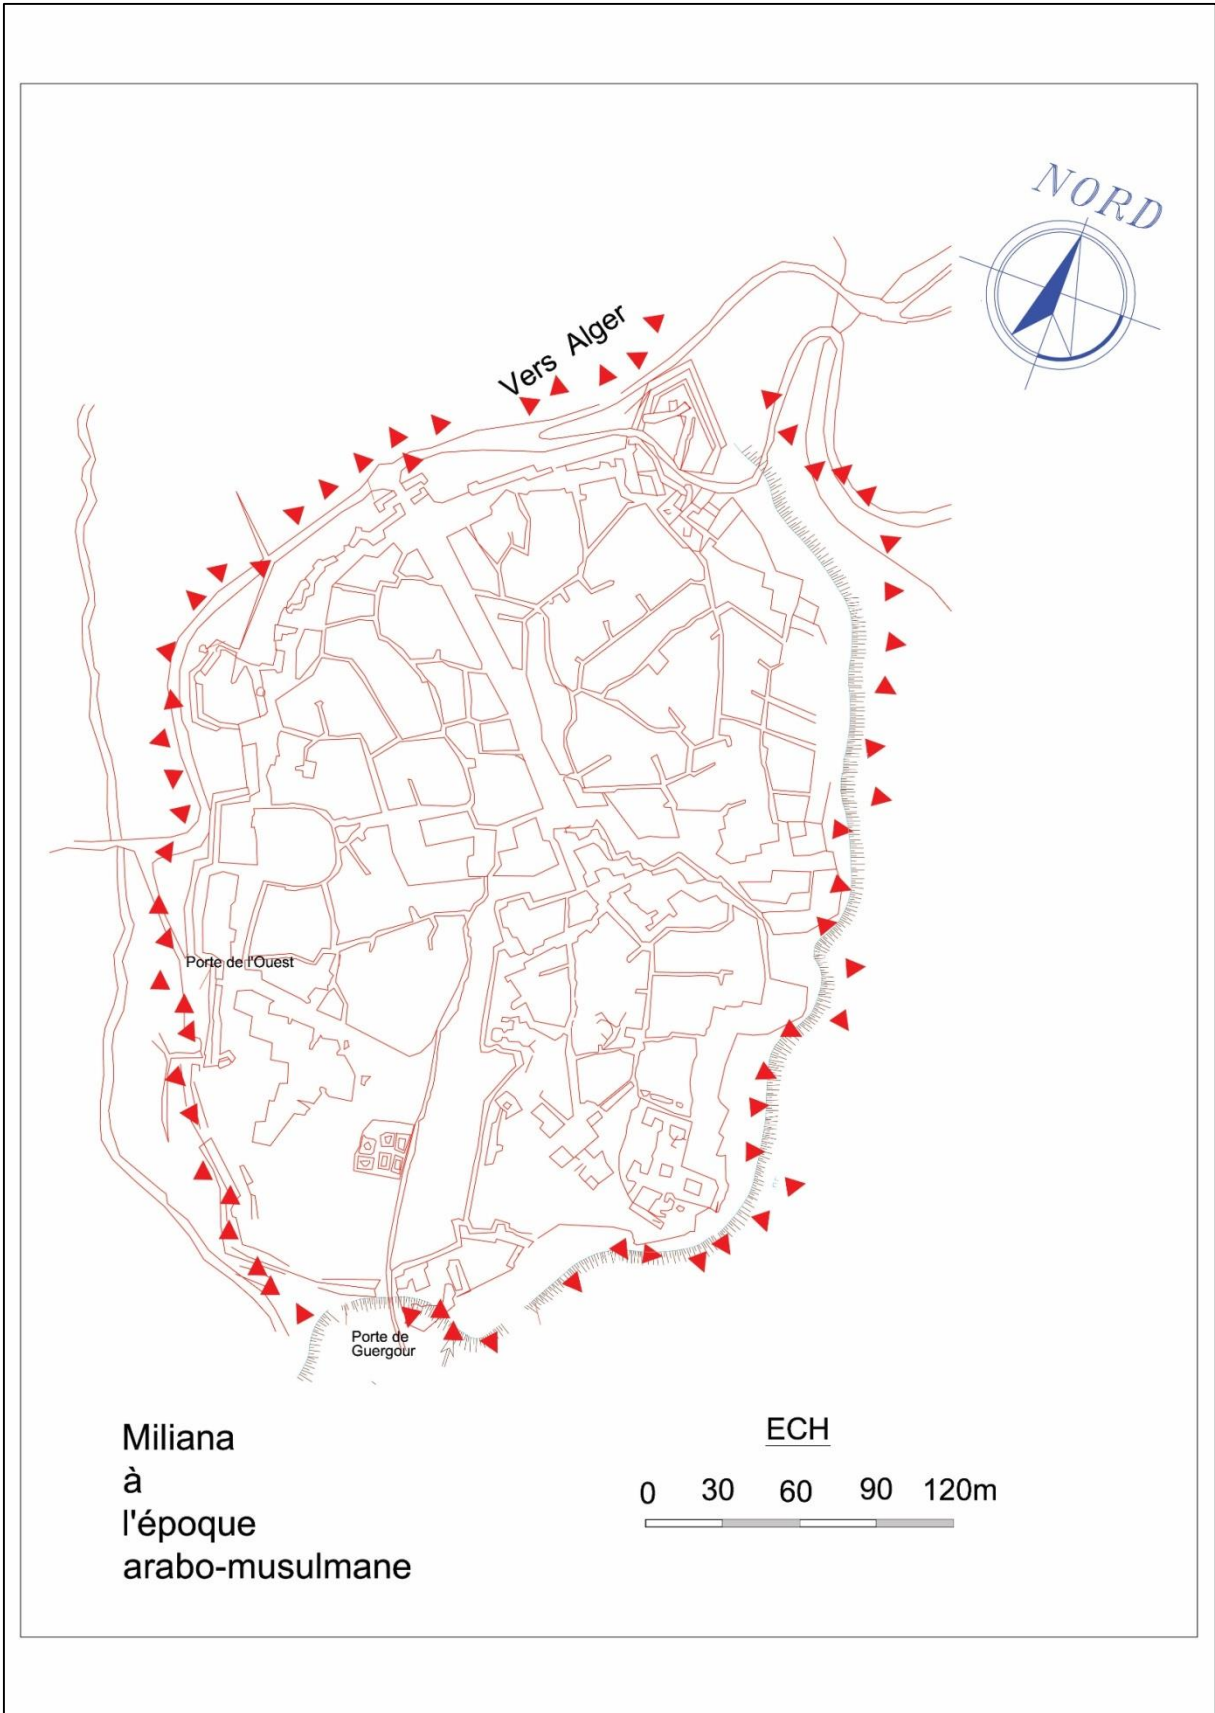 NORD
Vers Alger
Porte de l'Ouest
Porte de
Guergour
Miliana
à
l'époque
arabo-musulmane
ECH
0 30 60 90 120m